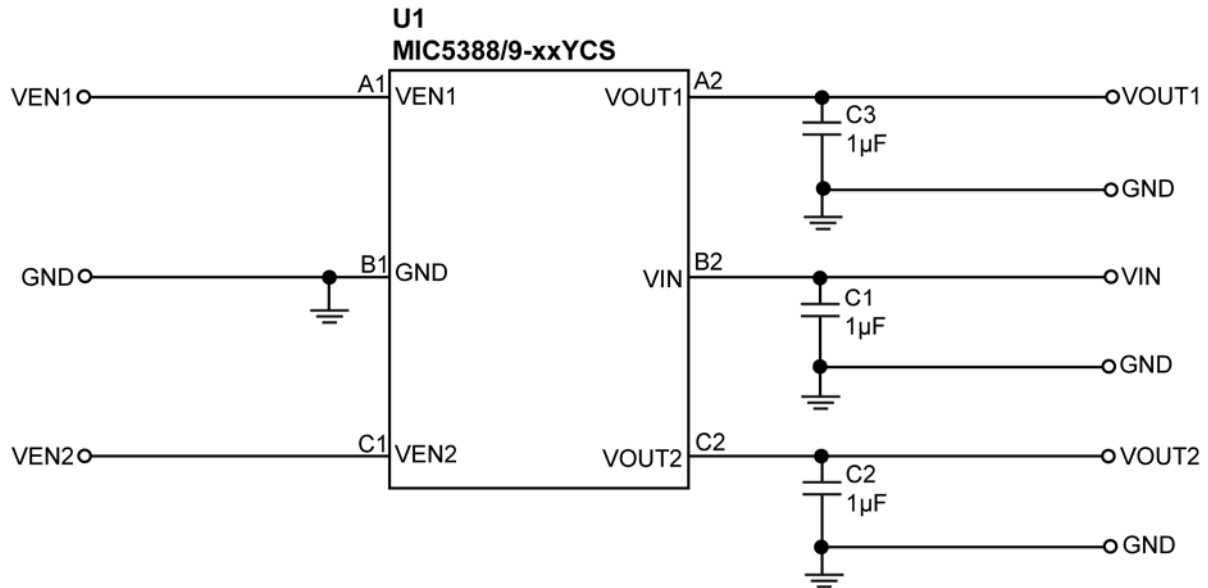 U1
MIC5388/9-xxYCS
VEN1 A1 VEN1 VOUT1 A2 VOUT1
C3
1µF
GND
GND B1 GND VIN B2 VIN
C1
1µF
GND
VEN2 C1 VEN2 VOUT2 C2 VOUT2
C2
1µF
GND